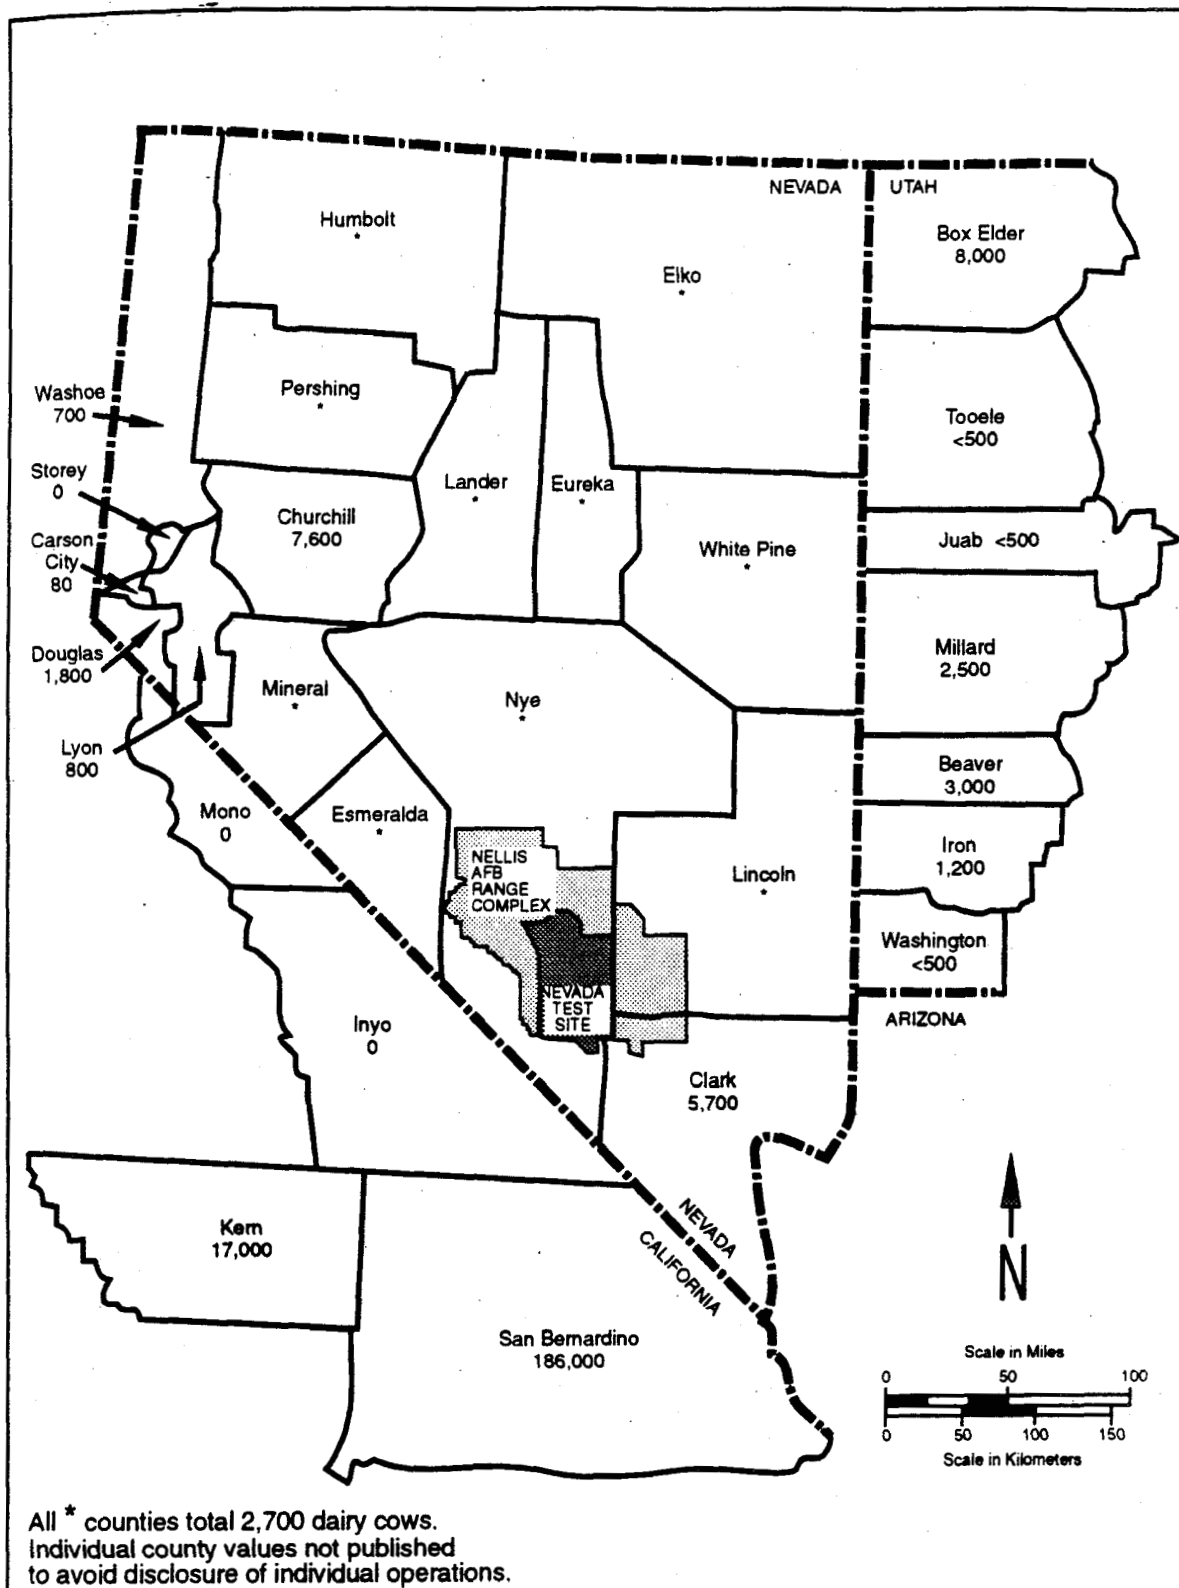 NEVADA
UTAH
Humbolt
*
Elko
*
Box Elder
8,000
Washoe
700
Pershing
*
Tooele
<500
Storey
0
Lander
*
Eureka
*
Churchill
7,600
Carson
City
80
White Pine
*
Juab <500
Douglas
1,800
Mineral
*
Nye
*
Millard
2,500
Lyon
800
Beaver
3,000
Mono
0
Esmeralda
*
Iron
1,200
NELLIS
AFB
RANGE
COMPLEX
Lincoln
*
Washington
<500
NEVADA
TEST
SITE
ARIZONA
Inyo
0
Clark
5,700
Kern
17,000
NEVADA
CALIFORNIA
N
San Bernardino
186,000
Scale in Miles
0 50 100
0 50 100 150
Scale in Kilometers
All * counties total 2,700 dairy cows.
Individual county values not published
to avoid disclosure of individual operations.